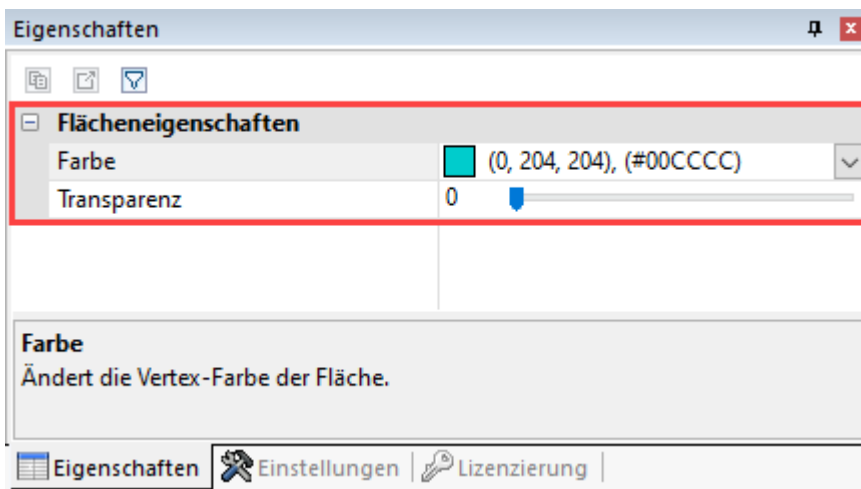 Eigenschaften
Flächeneigenschaften
Farbe (0, 204, 204), (#00CCCC)
Transparenz 0
Farbe
Ändert die Vertex-Farbe der Fläche.
Eigenschaften Einstellungen Lizenzierung